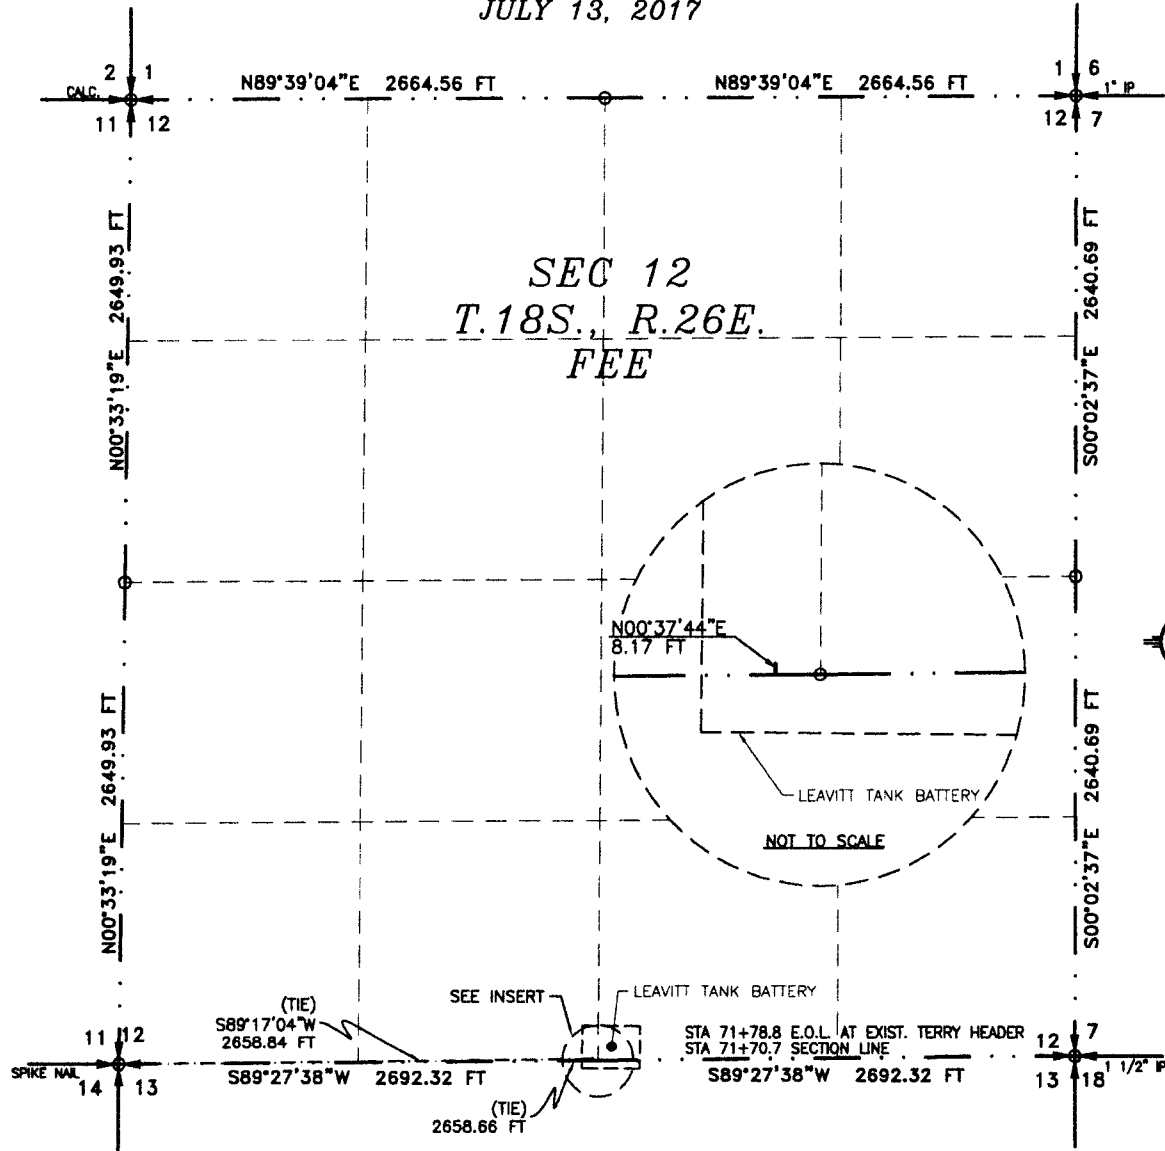 JULY 13, 2017
2 1
1 6
CALC.
N89°39'04"E 2664.56 FT
N89°39'04"E 2664.56 FT
1" IP
11 12
12 7
N00°33'19"E 2649.93 FT
S00°02'37"E 2640.69 FT
SEC 12
T.18S., R.26E.
FEE
N00°37'44"E
8.17 FT
LEAVITT TANK BATTERY
NOT TO SCALE
N00°33'19"E 2649.93 FT
S00°02'37"E 2640.69 FT
SEE INSERT
LEAVITT TANK BATTERY
(TIE)
S89°17'04"W
2658.84 FT
STA 71+78.8 E.O.L. AT EXIST. TERRY HEADER
STA 71+70.7 SECTION LINE
11 12
12 7
SPIKE NAIL
S89°27'38"W 2692.32 FT
S89°27'38"W 2692.32 FT
1 1/2" IP
14 13
13 18
(TIE)
2658.66 FT